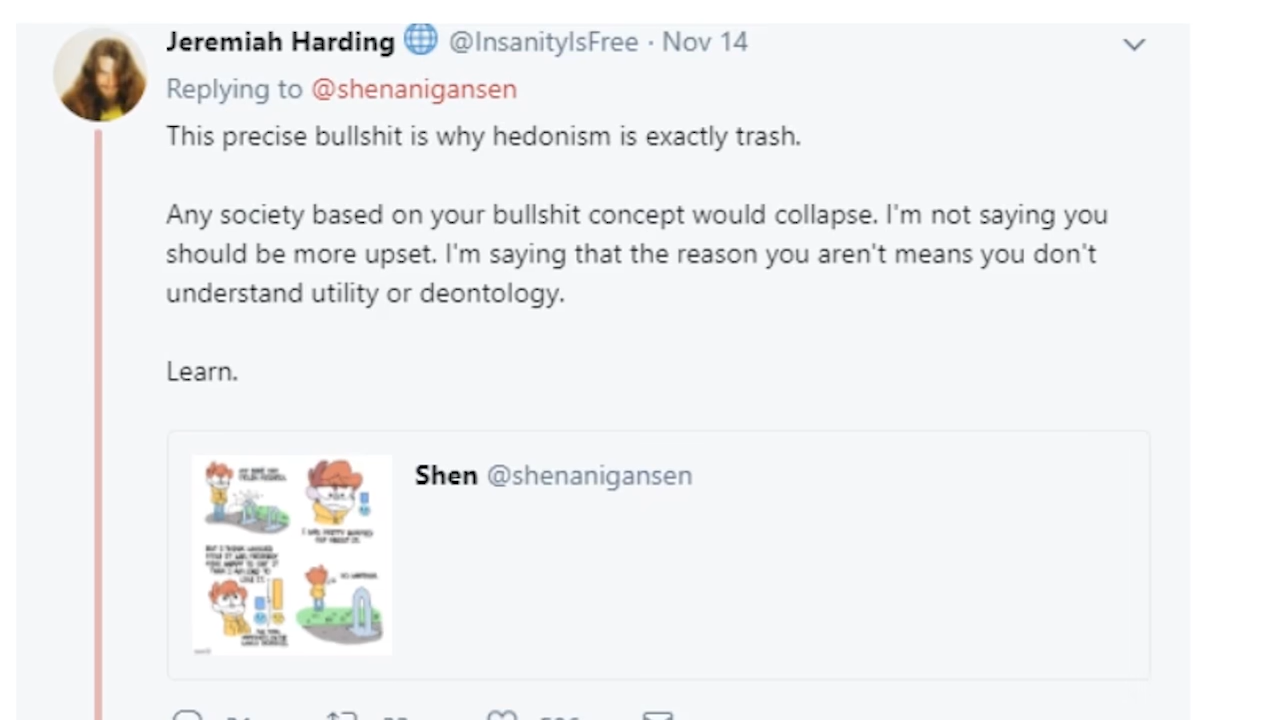 Jeremiah Harding @InsanityIsFree · Nov 14
Replying to @shenanigansen
This precise bullshit is why hedonism is exactly trash.
Any society based on your bullshit concept would collapse. I'm not saying you
should be more upset. I'm saying that the reason you aren't means you don't
understand utility or deontology.
Learn.
Shen @shenanigansen